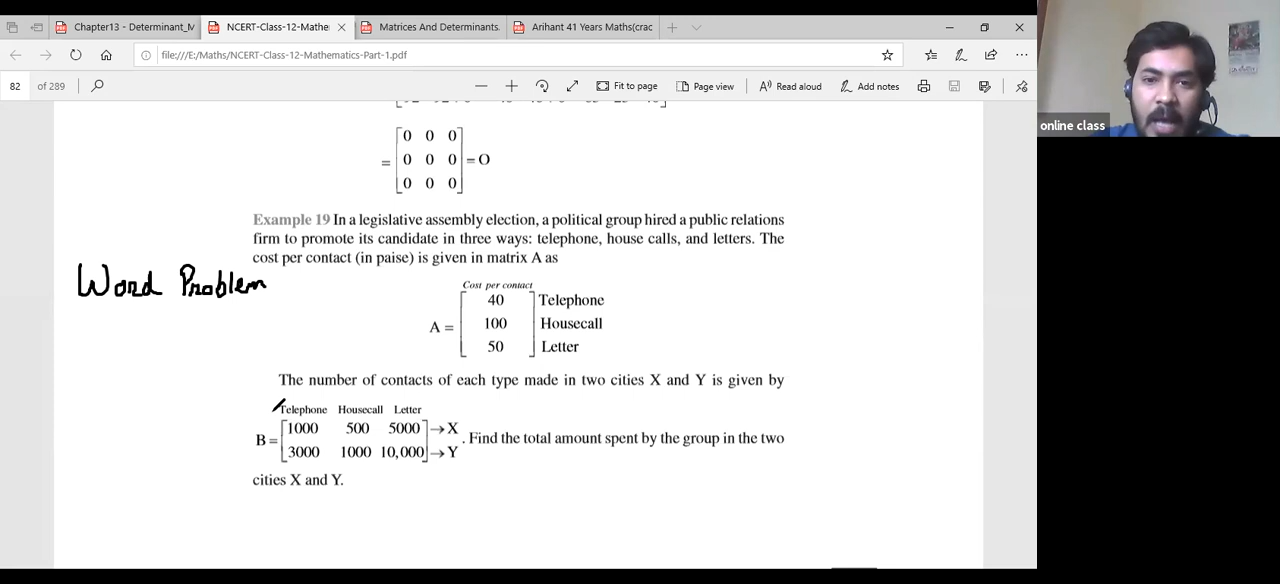 Chapter13 - Determinant_M
NCERT-Class-12-Mathe
Matrices And Determinants.
Arihant 41 Years Maths(crac
file:///E:/Maths/NCERT-Class-12-Mathematics-Part-1.pdf
82 of 289
Fit to page
Page view
Read aloud
Add notes
online class
= [0 0 0
0 0 0
0 0 0] = O
Example 19 In a legislative assembly election, a political group hired a public relations
firm to promote its candidate in three ways: telephone, house calls, and letters. The
cost per contact (in paise) is given in matrix A as
Word Problem
Cost per contact
40 Telephone
A = 100 Housecall
50 Letter
The number of contacts of each type made in two cities X and Y is given by
Telephone Housecall Letter
1000 500 5000 → X
B = . Find the total amount spent by the group in the two
3000 1000 10,000 → Y
cities X and Y.